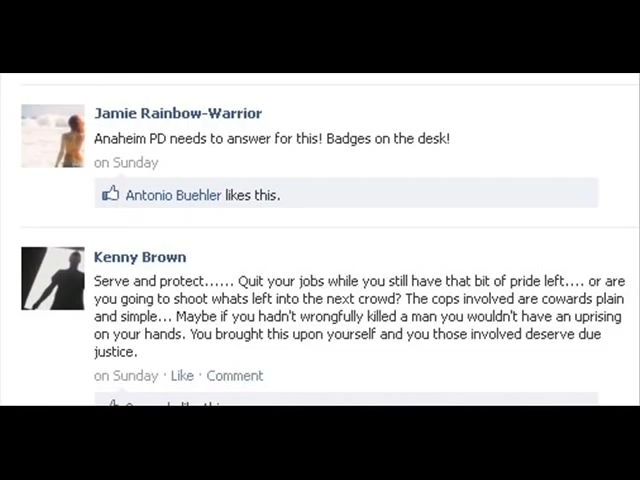 Jamie Rainbow-Warrior
Anaheim PD needs to answer for this! Badges on the desk!
on Sunday
Antonio Buehler likes this.
Kenny Brown
Serve and protect...... Quit your jobs while you still have that bit of pride left.... or are
you going to shoot whats left into the next crowd? The cops involved are cowards plain
and simple... Maybe if you hadn't wrongfully killed a man you wouldn't have an uprising
on your hands. You brought this upon yourself and you those involved deserve due
justice.
on Sunday · Like · Comment